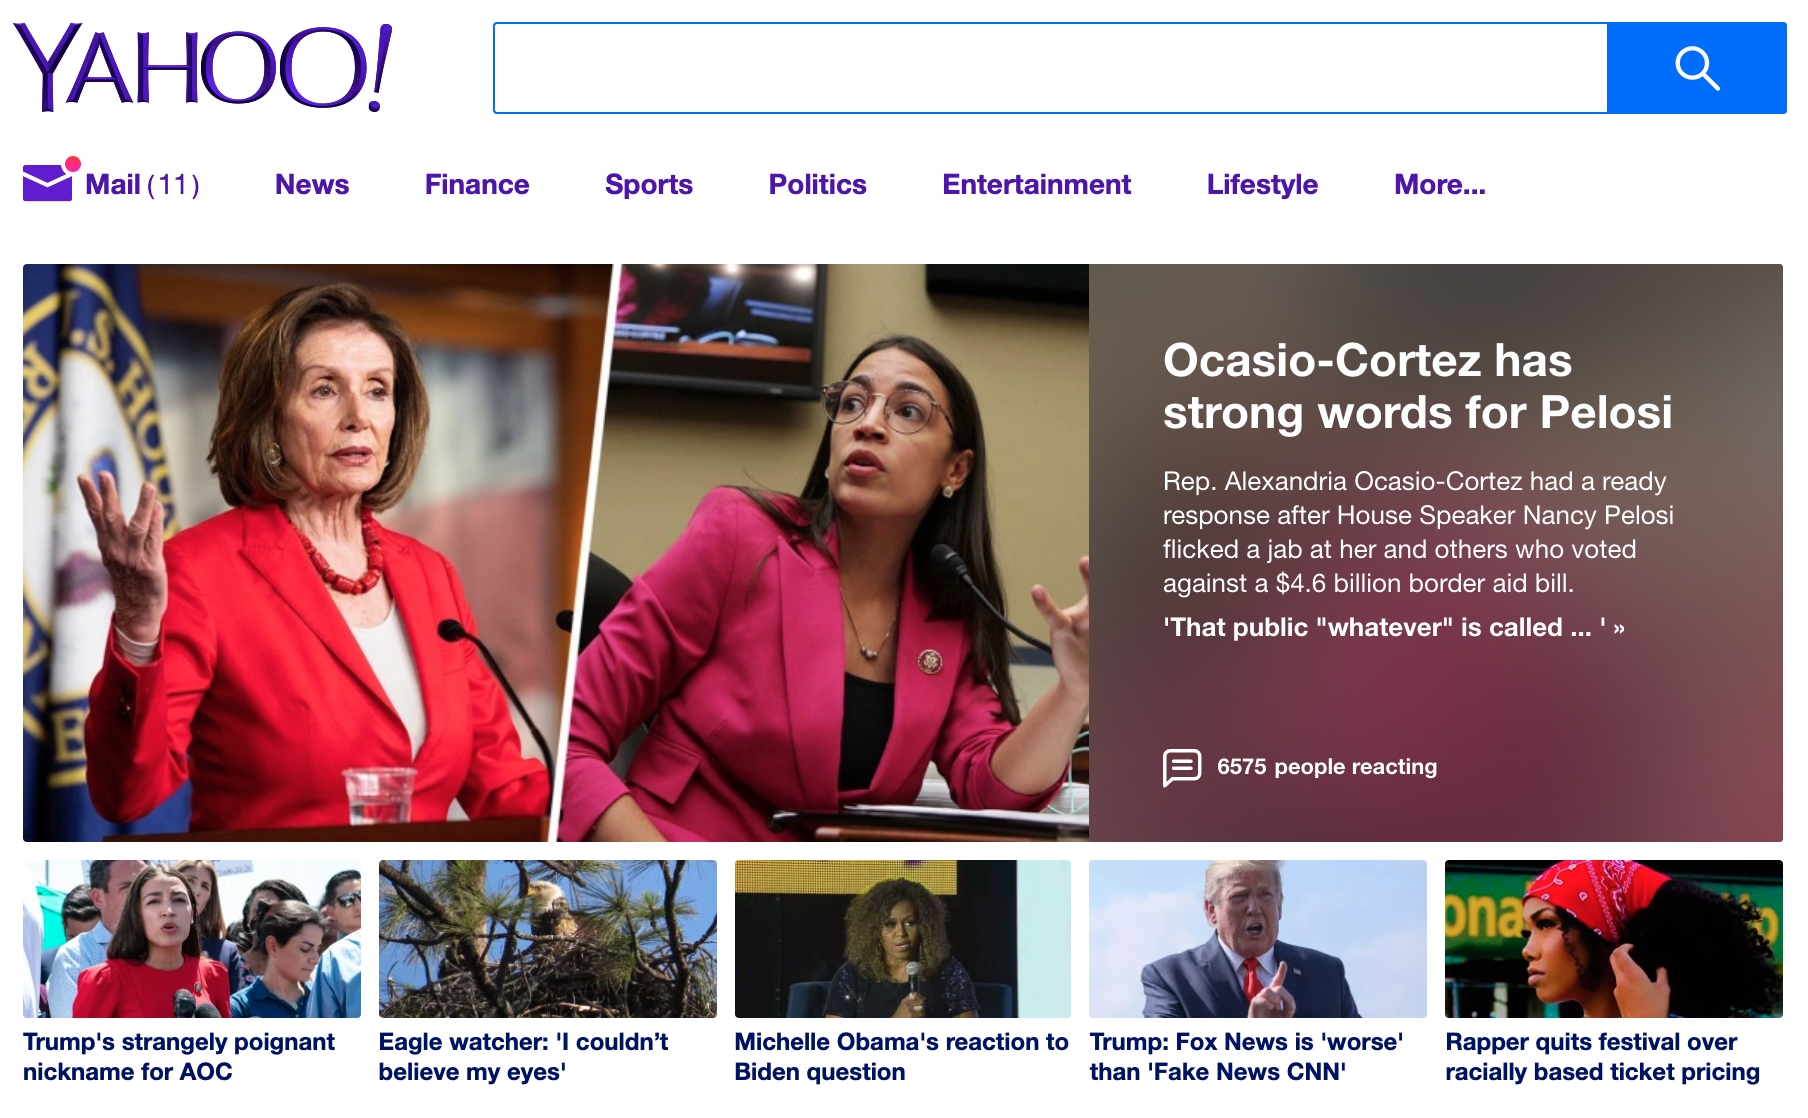 YAHOO!
Mail (11)
News
Finance
Sports
Politics
Entertainment
Lifestyle
More...
Ocasio-Cortez has
strong words for Pelosi
Rep. Alexandria Ocasio-Cortez had a ready
response after House Speaker Nancy Pelosi
flicked a jab at her and others who voted
against a $4.6 billion border aid bill.
'That public "whatever" is called ... ' »
6575 people reacting
Trump's strangely poignant
nickname for AOC
Eagle watcher: 'I couldn’t
believe my eyes'
Michelle Obama's reaction to
Biden question
Trump: Fox News is 'worse'
than 'Fake News CNN'
Rapper quits festival over
racially based ticket pricing